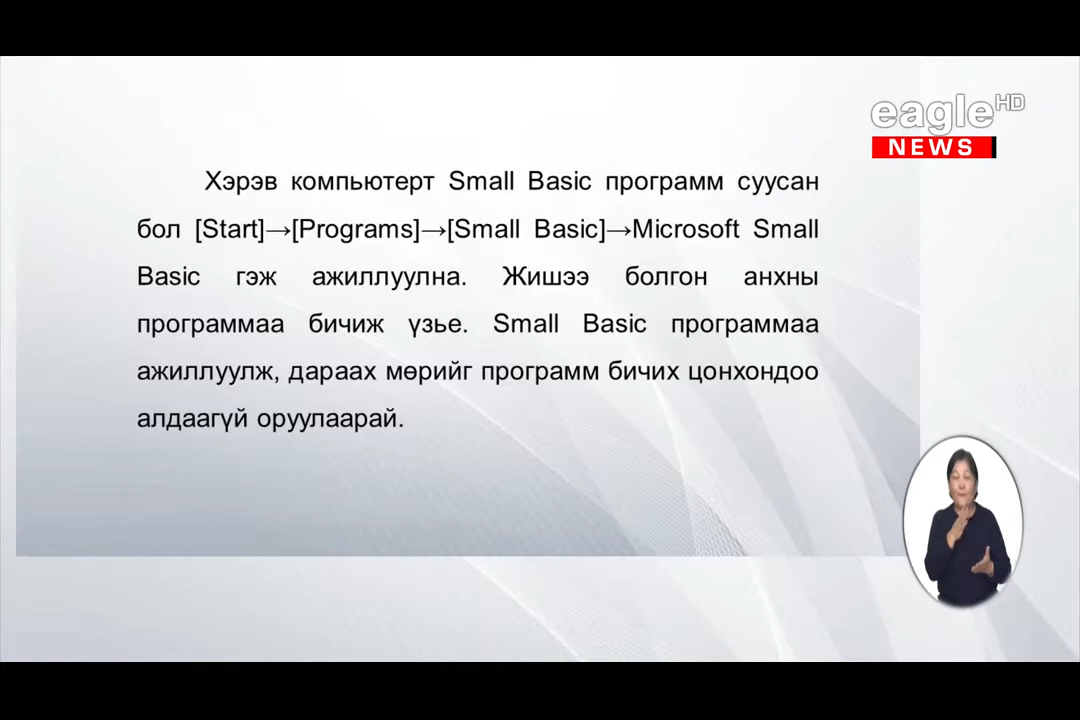 eagle HD
NEWS
Хэрэв компьютерт Small Basic программ суусан
бол [Start]→[Programs]→[Small Basic]→Microsoft Small
Basic гэж ажиллуулна. Жишээ болгон анхны
программаа бичиж үзье. Small Basic программаа
ажиллуулж, дараах мөрийг программ бичих цонхондоо
алдаагүй оруулаарай.